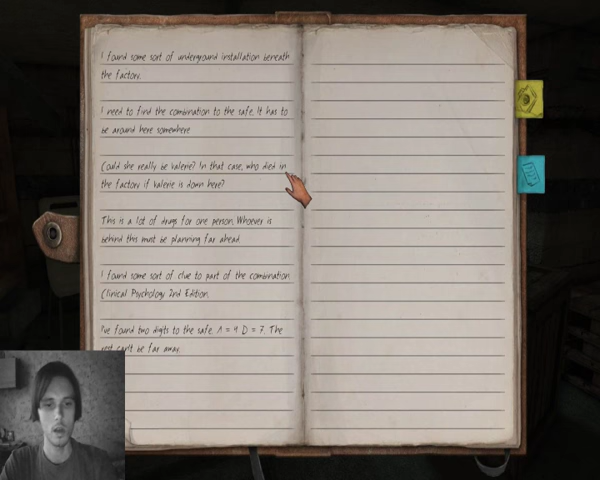 I found some sort of underground installation beneath
the factory.
I need to find the combination to the safe. It has to
be around here somewhere
Could she really be Valerie? In that case, who died in
the factory if Valerie is down here?
This is a lot of drugs for one person. Whoever is
behind this must be planning far ahead.
I found some sort of clue to part of the combination.
Clinical Psychology 2nd Edition.
I've found two digits to the safe. A = 4 D = 7. The
rest can't be far away.